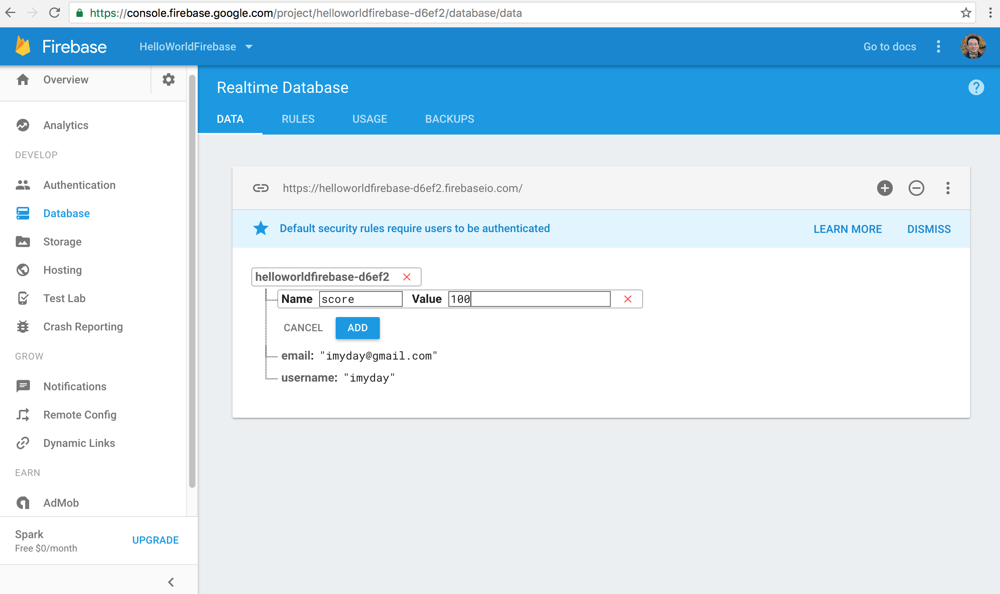 https://console.firebase.google.com/project/helloworldfirebase-d6ef2/database/data
Firebase
HelloWorldFirebase
Go to docs
Overview
Analytics
DEVELOP
Authentication
Database
Storage
Hosting
Test Lab
Crash Reporting
GROW
Notifications
Remote Config
Dynamic Links
EARN
AdMob
Spark
Free $0/month
UPGRADE
Realtime Database
?
DATA RULES USAGE BACKUPS
https://helloworldfirebase-d6ef2.firebaseio.com/
Default security rules require users to be authenticated LEARN MORE DISMISS
helloworldfirebase-d6ef2
Name score Value 100
CANCEL ADD
email: "imyday@gmail.com"
username: "imyday"